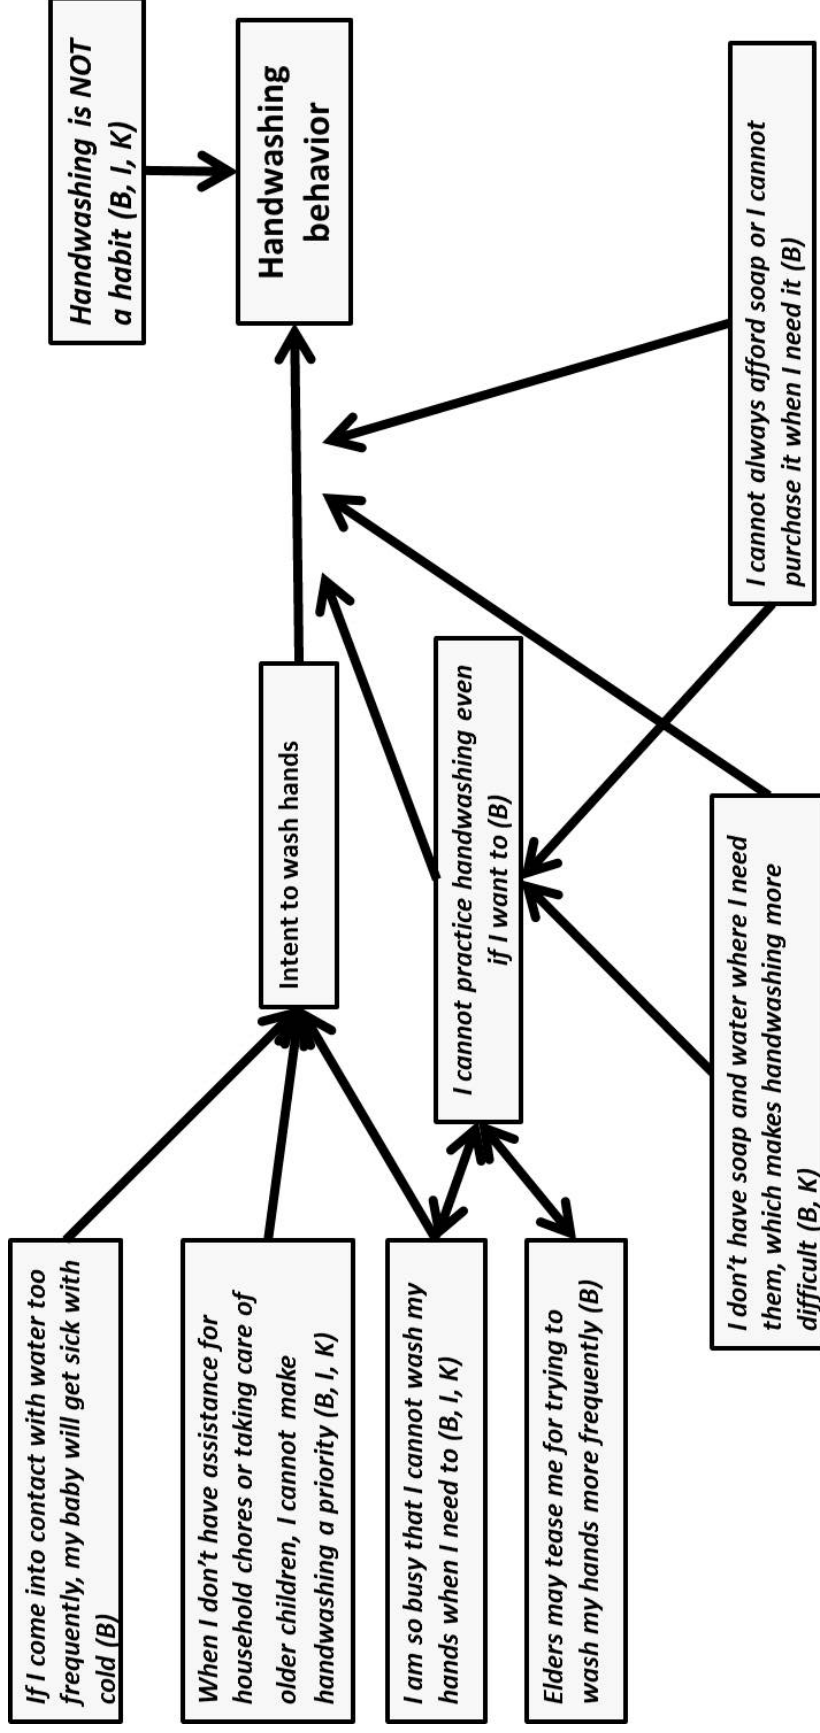 If I come into contact with water too
frequently, my baby will get sick with
cold (B)
When I don't have assistance for
household chores or taking care of
older children, I cannot make
handwashing a priority (B, I, K)
I am so busy that I cannot wash my
hands when I need to (B, I, K)
Elders may tease me for trying to
wash my hands more frequently (B)
Intent to wash hands
I cannot practice handwashing even
if I want to (B)
I don't have soap and water where I need
them, which makes handwashing more
difficult (B, K)
Handwashing is NOT
a habit (B, I, K)
Handwashing
behavior
I cannot always afford soap or I cannot
purchase it when I need it (B)